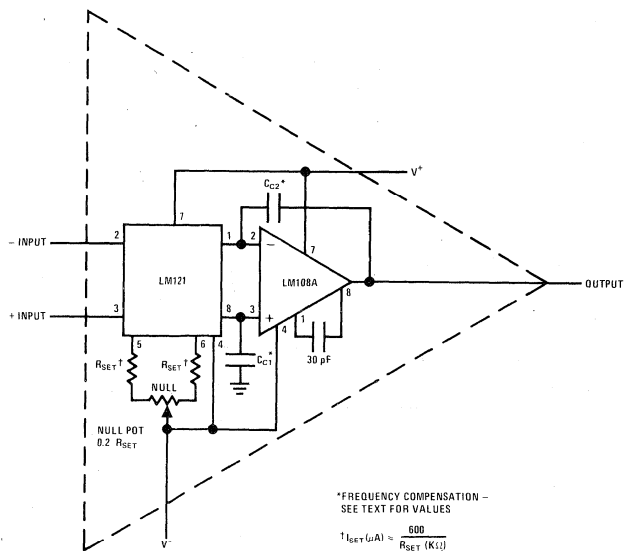 V+
CC2*
7
1
2
7
2
− INPUT
−
LM121
LM108A
8
OUTPUT
+ INPUT
3
8
3
+
4
1
5
6
4
CC1*
30 pF
RSET†
RSET†
NULL
NULL POT
0.2 RSET
V−
*FREQUENCY COMPENSATION –
SEE TEXT FOR VALUES
†ISET(μA) ≈ 600
RSET (KΩ)